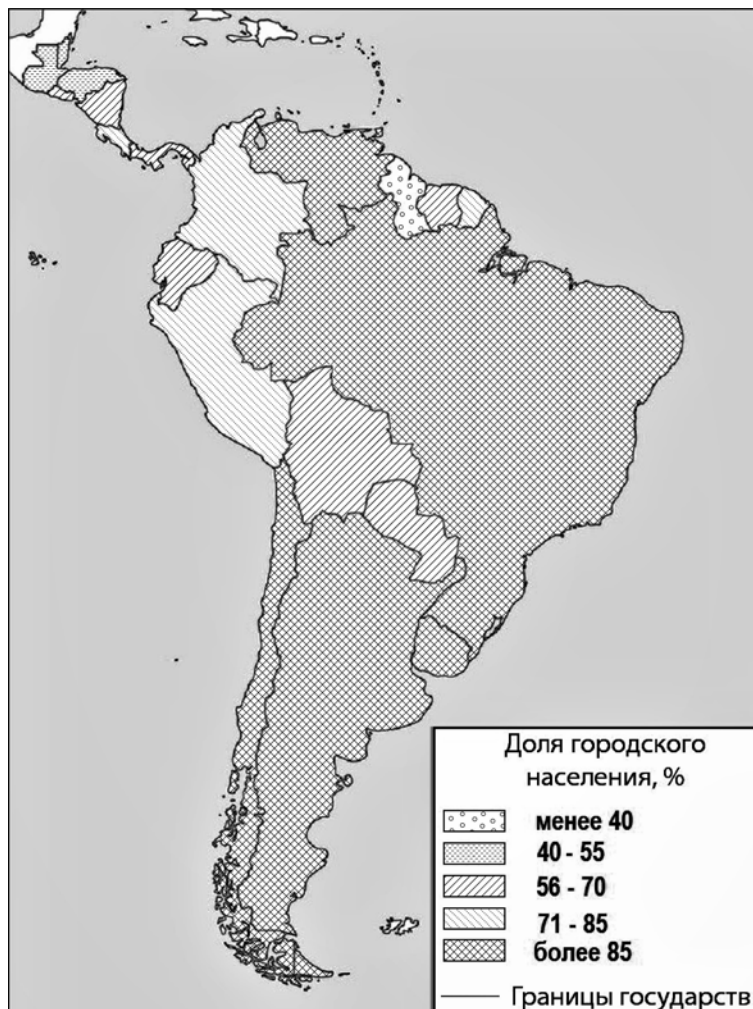 Доля городского
населения, %
менее 40
40 - 55
56 - 70
71 - 85
более 85
Границы государств